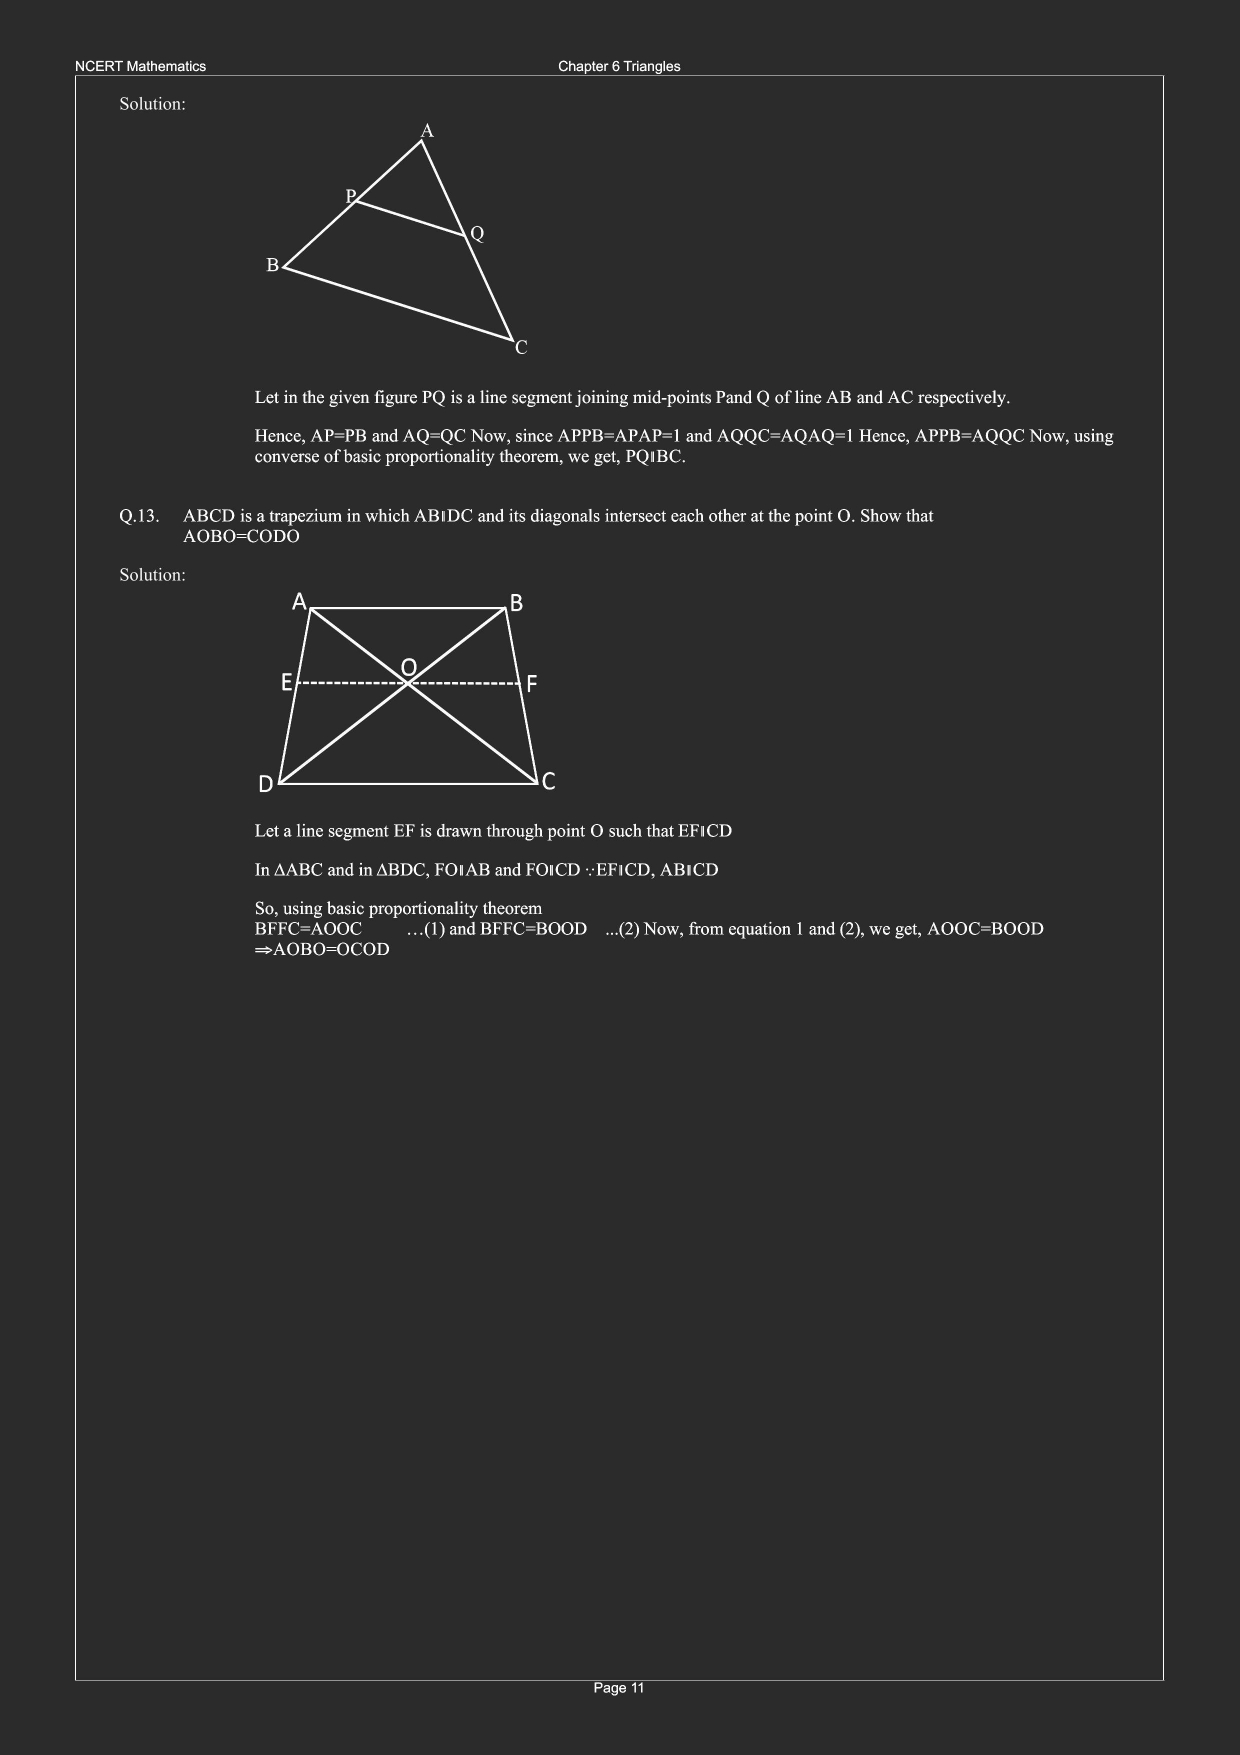 NCERT Mathematics Chapter 6 Triangles
Solution:
A
P
Q
B
C
Let in the given figure PQ is a line segment joining mid-points Pand Q of line AB and AC respectively.
Hence, AP=PB and AQ=QC Now, since APPB=APAP=1 and AQQC=AQAQ=1 Hence, APPB=AQQC Now, using
converse of basic proportionality theorem, we get, PQ∥BC.
Q.13. ABCD is a trapezium in which AB∥DC and its diagonals intersect each other at the point O. Show that
AOBO=CODO
Solution:
A B
O
E F
D C
Let a line segment EF is drawn through point O such that EF∥CD
In ΔABC and in ΔBDC, FO∥AB and FO∥CD ∵EF∥CD, AB∥CD
So, using basic proportionality theorem
BFFC=AOOC …(1) and BFFC=BOOD ...(2) Now, from equation 1 and (2), we get, AOOC=BOOD
⇒AOBO=OCOD
Page 11